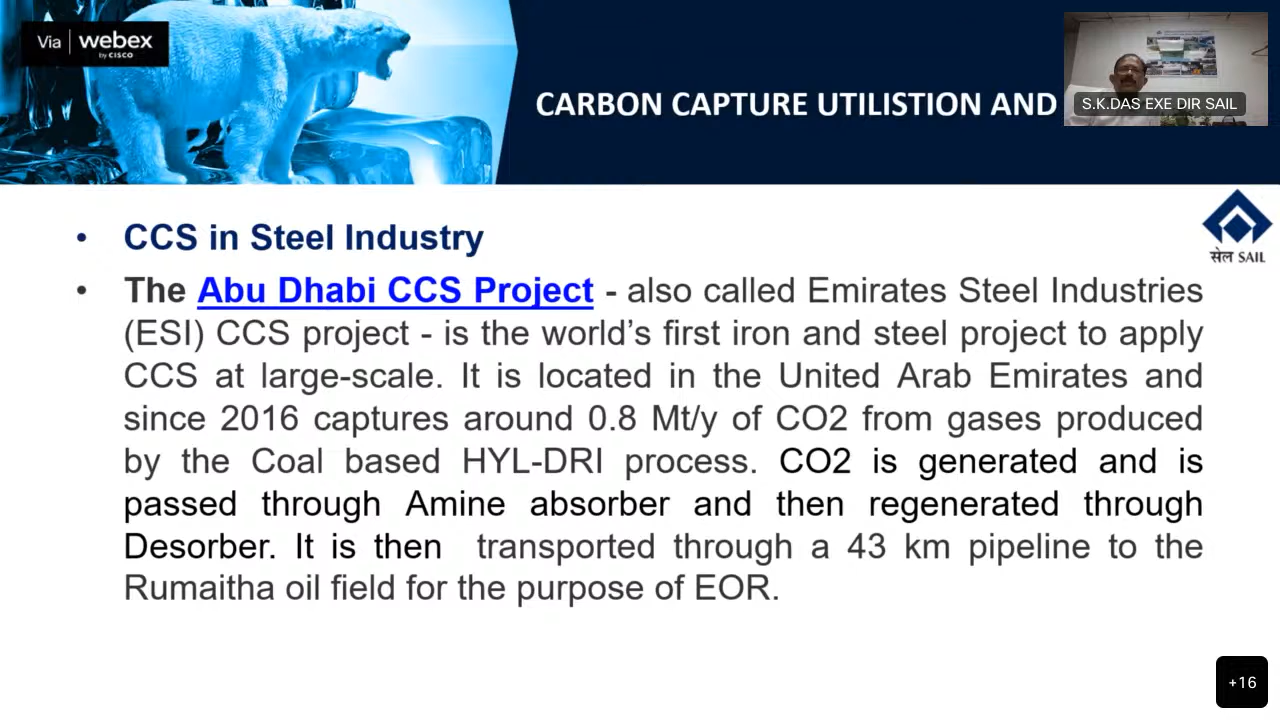 Via webex
by CISCO
CARBON CAPTURE UTILISTION AND
S.K.DAS EXE DIR SAIL
सेल SAIL
• CCS in Steel Industry
• The Abu Dhabi CCS Project - also called Emirates Steel Industries
(ESI) CCS project - is the world’s first iron and steel project to apply
CCS at large-scale. It is located in the United Arab Emirates and
since 2016 captures around 0.8 Mt/y of CO2 from gases produced
by the Coal based HYL-DRI process. CO2 is generated and is
passed through Amine absorber and then regenerated through
Desorber. It is then transported through a 43 km pipeline to the
Rumaitha oil field for the purpose of EOR.
+16